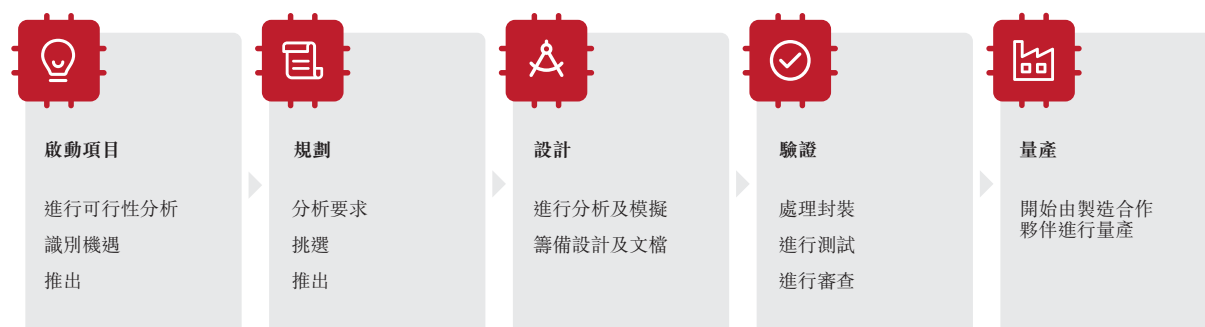 啟動項目
進行可行性分析
識別機遇
推出
規劃
分析要求
挑選
推出
設計
進行分析及模擬
籌備設計及文檔
驗證
處理封裝
進行測試
進行審查
量產
開始由製造合作
夥伴進行量產